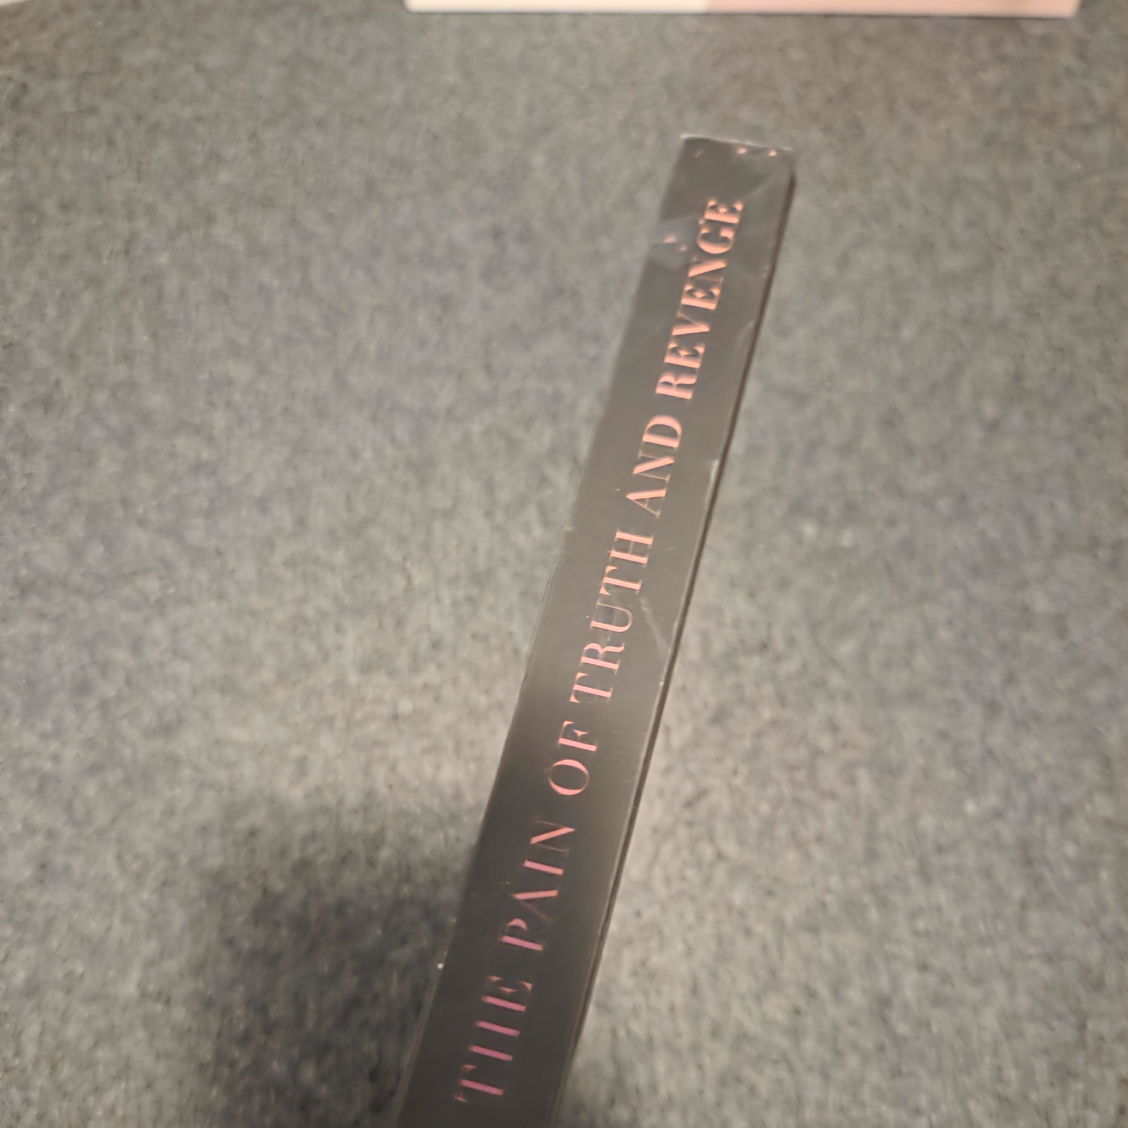 THE PAIN OF TRUTH AND REVENGE